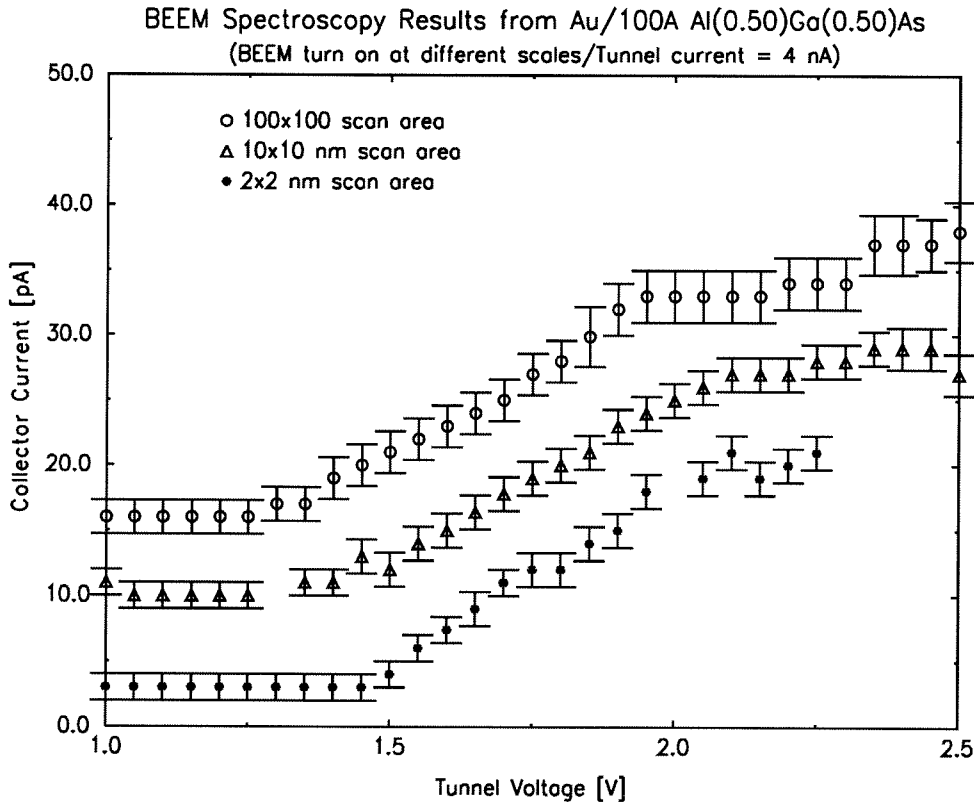 BEEM Spectroscopy Results from Au/100A Al(0.50)Ga(0.50)As
(BEEM turn on at different scales/Tunnel current = 4 nA)
50.0
100x100 scan area
10x10 nm scan area
2x2 nm scan area
40.0
30.0
20.0
10.0
0.0
Collector Current [pA]
1.0
1.5
2.0
2.5
Tunnel Voltage [V]